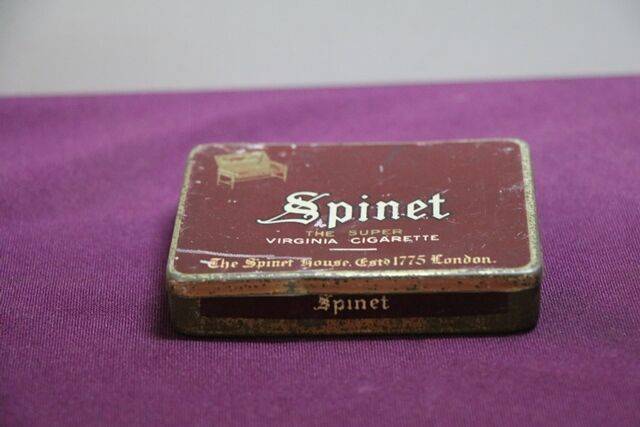 Spinet
THE SUPER
VIRGINIA CIGARETTE
The Spinet House, Estd 1775 London.
Spinet